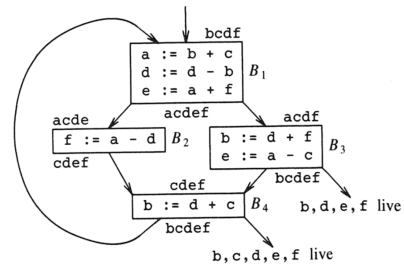 bcdf
a := b + c
d := d - b
e := a + f
B1
acdef
acde
f := a - d
B2
cdef
acdf
b := d + f
e := a - c
B3
bcdef
b,d,e,f live
cdef
b := d + c
B4
bcdef
b,c,d,e,f live